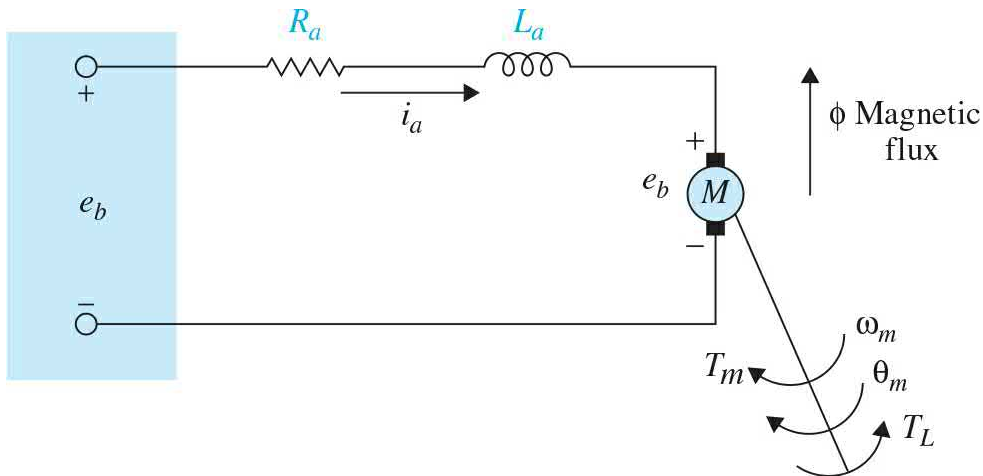 R_a
L_a
+
i_a
ϕ Magnetic
flux
+
e_b
M
e_b
−
−
ω_m
T_m
θ_m
T_L